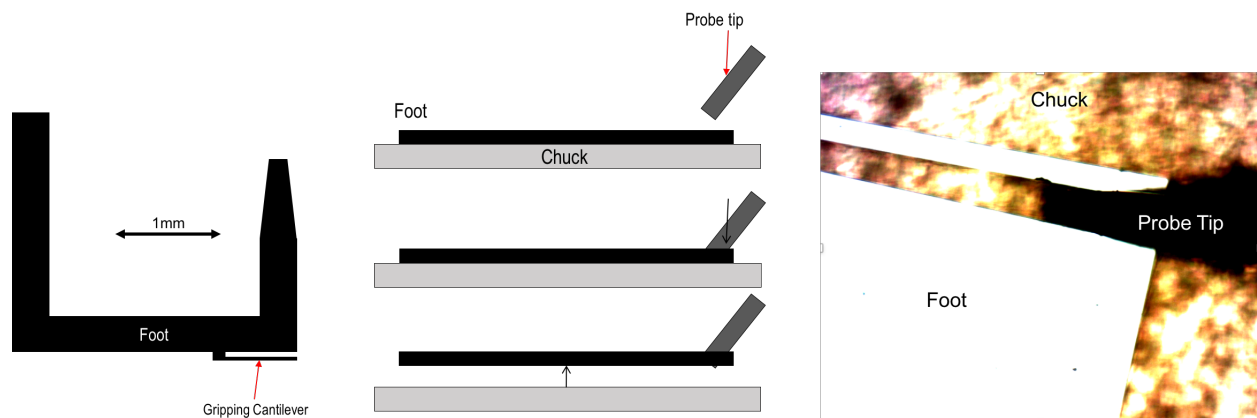 1mm
Foot
Gripping Cantilever
Probe tip
Foot
Chuck
Chuck
Probe Tip
Foot